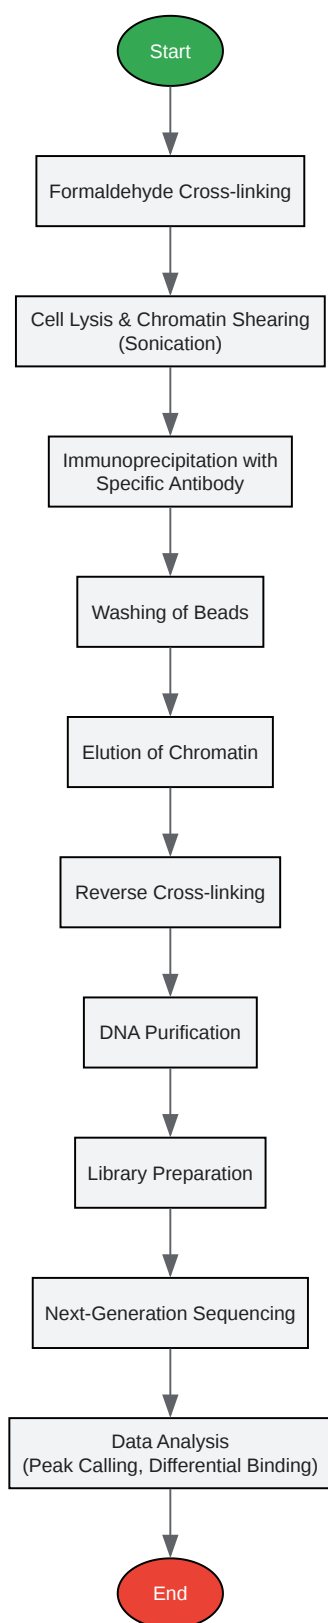 Start
Formaldehyde Cross-linking
Cell Lysis & Chromatin Shearing
(Sonication)
Immunoprecipitation with
Specific Antibody
Washing of Beads
Elution of Chromatin
Reverse Cross-linking
DNA Purification
Library Preparation
Next-Generation Sequencing
Data Analysis
(Peak Calling, Differential Binding)
End